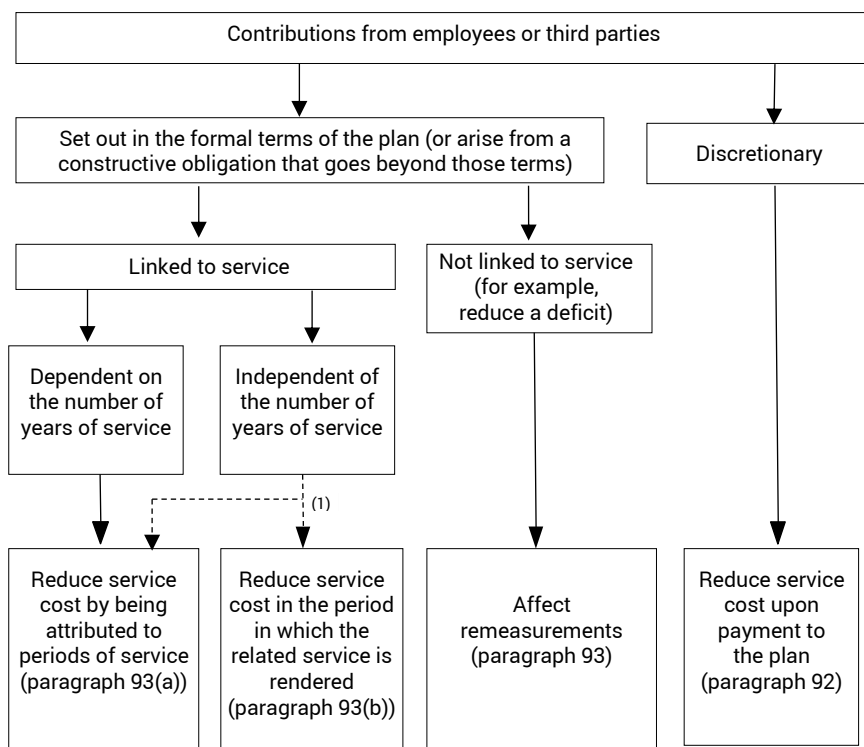 Contributions from employees or third parties
Set out in the formal terms of the plan (or arise from a
constructive obligation that goes beyond those terms)
Discretionary
Linked to service
Not linked to service
(for example,
reduce a deficit)
Dependent on
the number of
years of service
Independent of
the number of
years of service
(1)
Reduce service
cost by being
attributed to
periods of service
(paragraph 93(a))
Reduce service
cost in the period
in which the
related service is
rendered
(paragraph 93(b))
Affect
remeasurements
(paragraph 93)
Reduce service
cost upon
payment to
the plan
(paragraph 92)